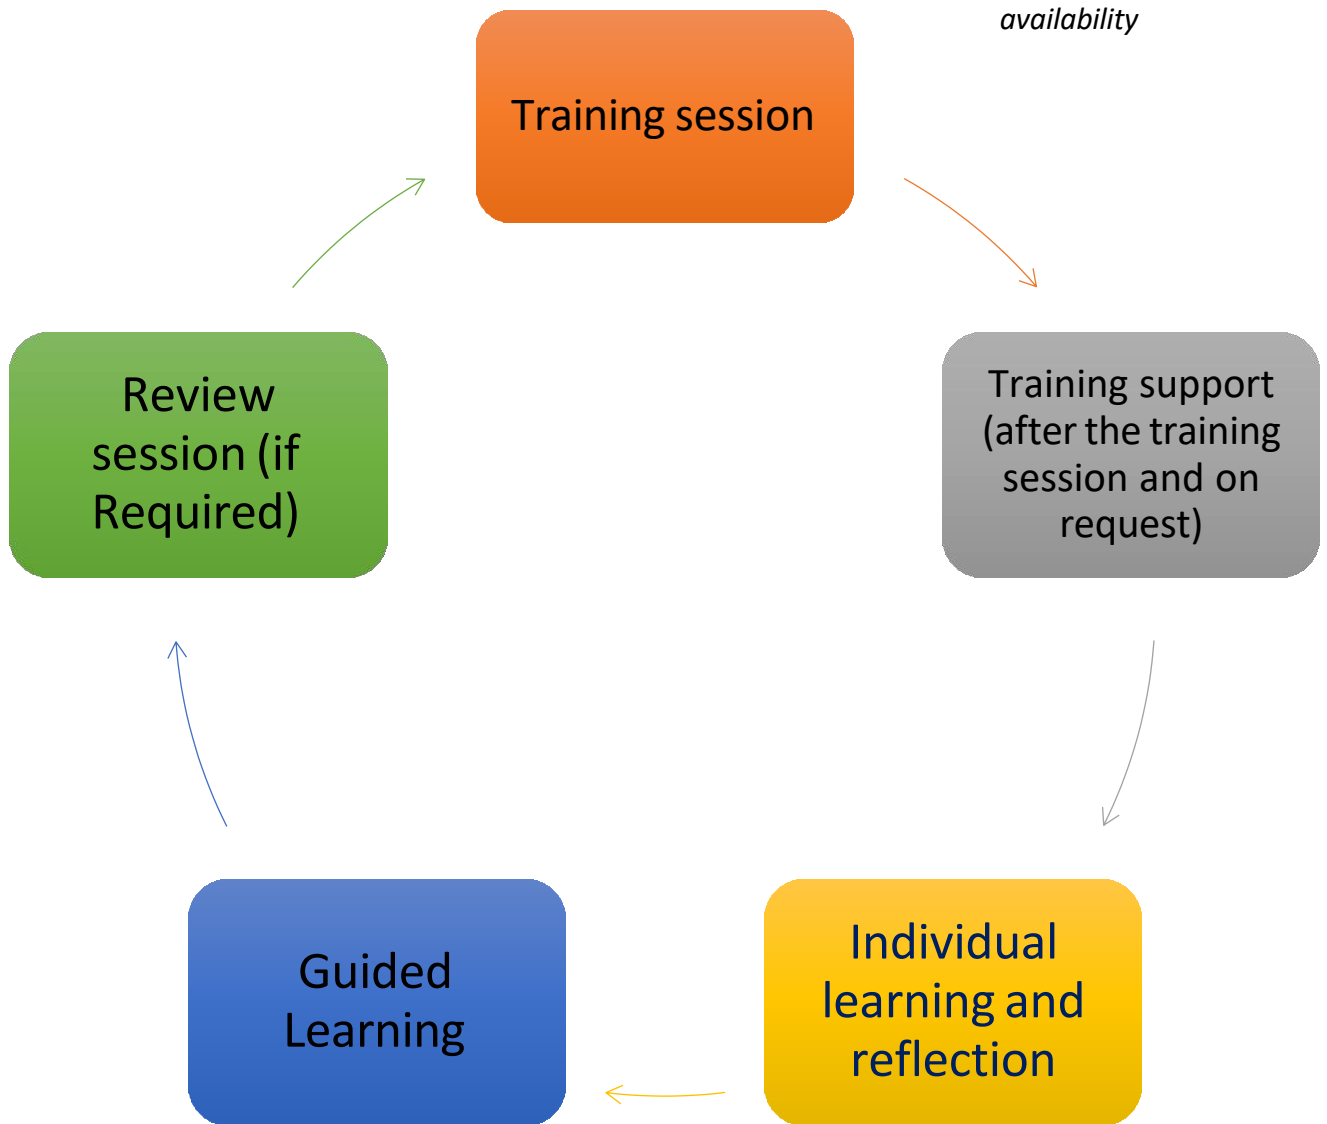 availability
Training session
Training support
(after the training
session and on
request)
Individual
learning and
reflection
Guided
Learning
Review
session (if
Required)